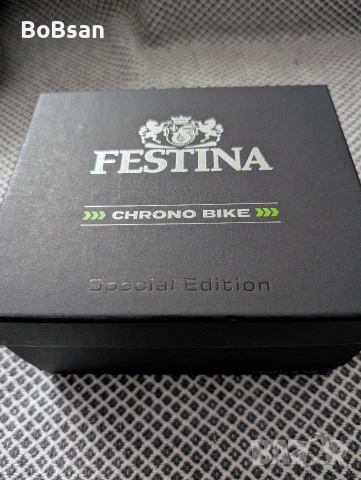 BoBsan
FESTINA
>>> CHRONO BIKE >>>
Special Edition